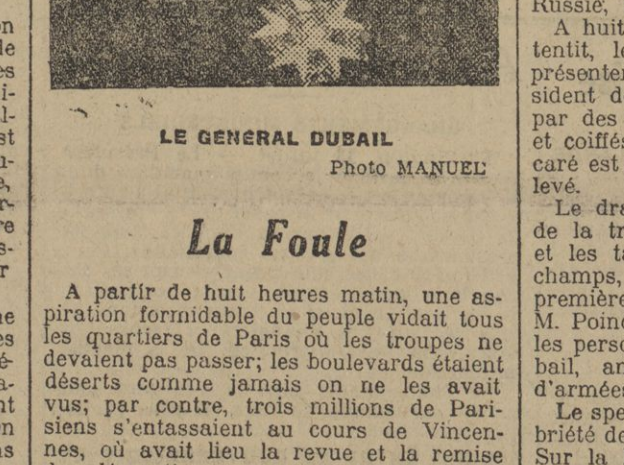 LE GÉNÉRAL DUBAIL
Photo MANUEL
La Foule
A partir de huit heures matin, une as-
piration formidable du peuple vidait tous
les quartiers de Paris où les troupes ne
devaient pas passer; les boulevards étaient
déserts comme jamais on ne les avait
vus; par contre, trois millions de Pari-
siens s'entassaient au cours de Vincen-
nes, où avait lieu la revue et la remise
Russie,
A huit
tentit, le
présenten
sident d
par des
et coiffés
caré est
levé.
Le dra
de la tr
et les ta
champs,
première
M. Poinc
les perso
bail, an
d'armées
Le spe
briété de
Sur la